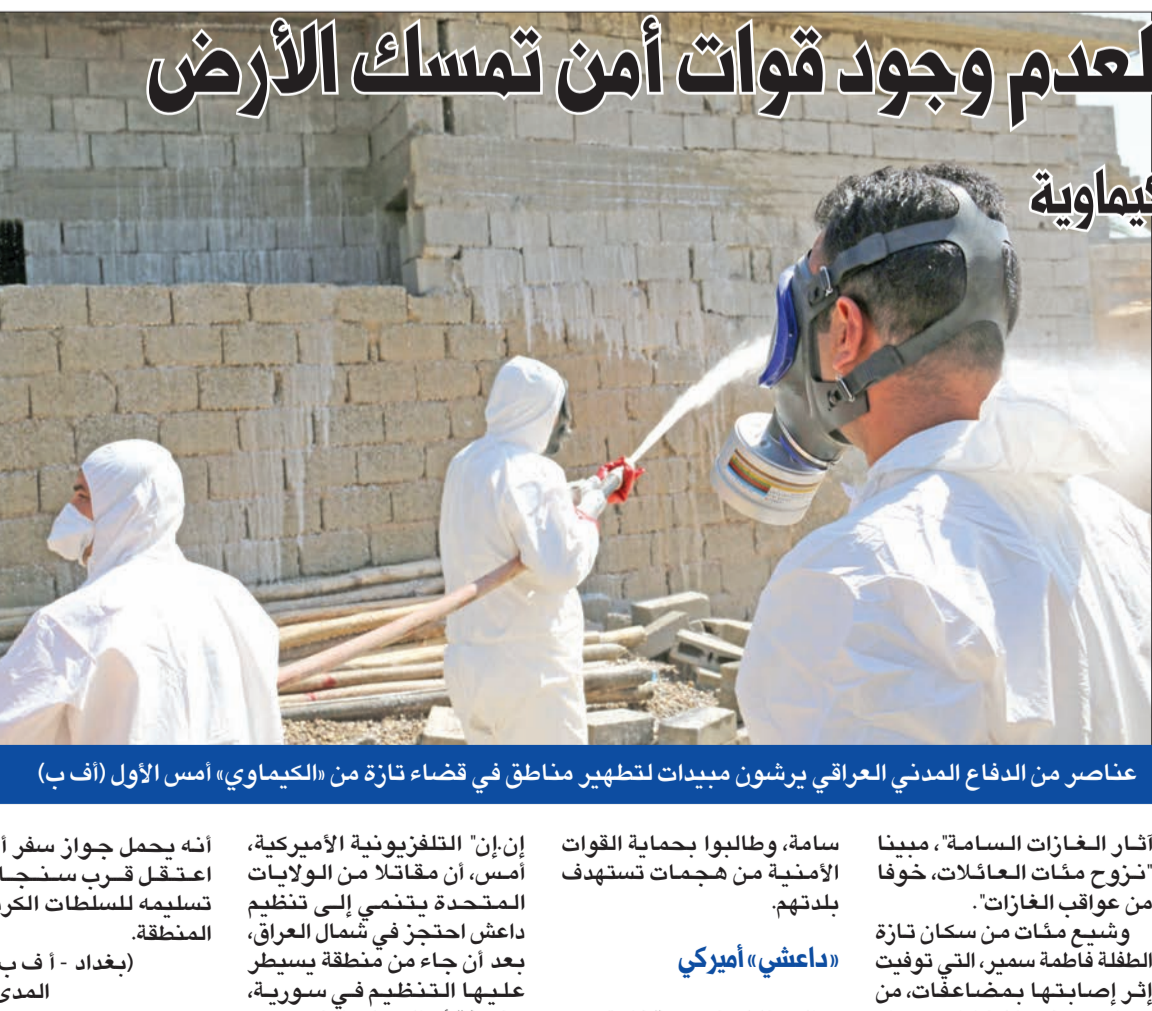 لعدم وجود قوات أمن تمسك الأرض
كيماوية
عناصر من الدفاع المدني العراقي يرشون مبيدات لتطهير مناطق في قضاء تازة من «الكيماوي» أمس الأول (أف ب)
آثار الغازات السامة"، مبينا
"نزوح مئات العائلات، خوفا
من عواقب الغازات".
وشيع مئات من سكان تازة
الطفلة فاطمة سمير، التي توفيت
إثر إصابتها بمضاعفات، من
سامة، وطالبوا بحماية القوات
الأمنية من هجمات تستهدف
بلدتهم.
«داعشي» أميركي
إن.إن" التلفزيونية الأميركية،
أمس، أن مقاتلا من الولايات
المتحدة ينتمي إلى تنظيم
داعش احتجز في شمال العراق،
بعد أن جاء من منطقة يسيطر
عليها التنظيم في سورية،
أنه يحمل جواز سفر
اعتقل قرب
تسليمه للسلطات
المنطقة.
(بغداد - أ ف ب